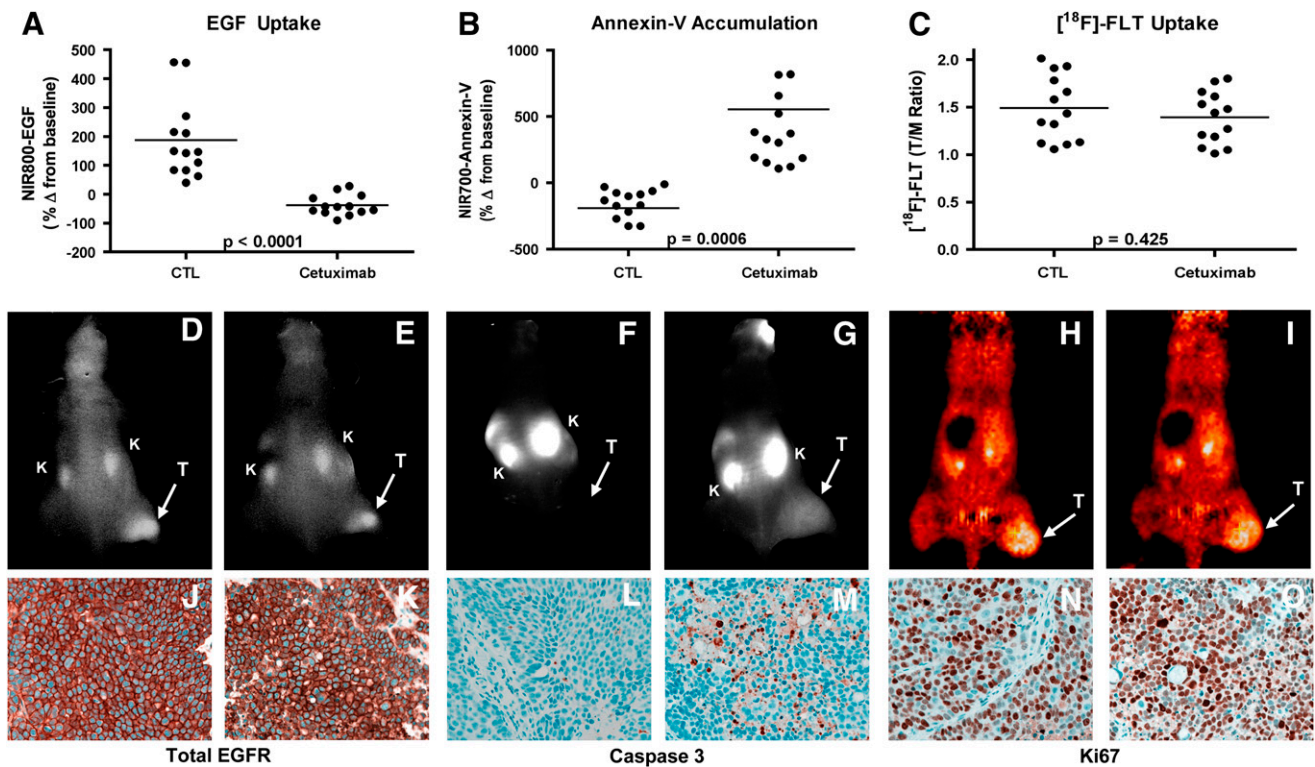 A
EGF Uptake
NIR800-EGF
(% Δ from baseline)
500
400
300
200
100
0
-100
-200
p < 0.0001
CTL
Cetuximab
B
Annexin-V Accumulation
NIR700-Annexin-V
(% Δ from baseline)
1000
500
0
-500
p = 0.0006
CTL
Cetuximab
C
[¹⁸F]-FLT Uptake
[¹⁸F]-FLT (T/M Ratio)
2.0
1.5
1.0
0.5
0.0
p = 0.425
CTL
Cetuximab
D
K
K
T
E
K
K
T
F
K
K
T
G
K
K
T
H
T
I
T
J
K
L
M
N
O
Total EGFR
Caspase 3
Ki67